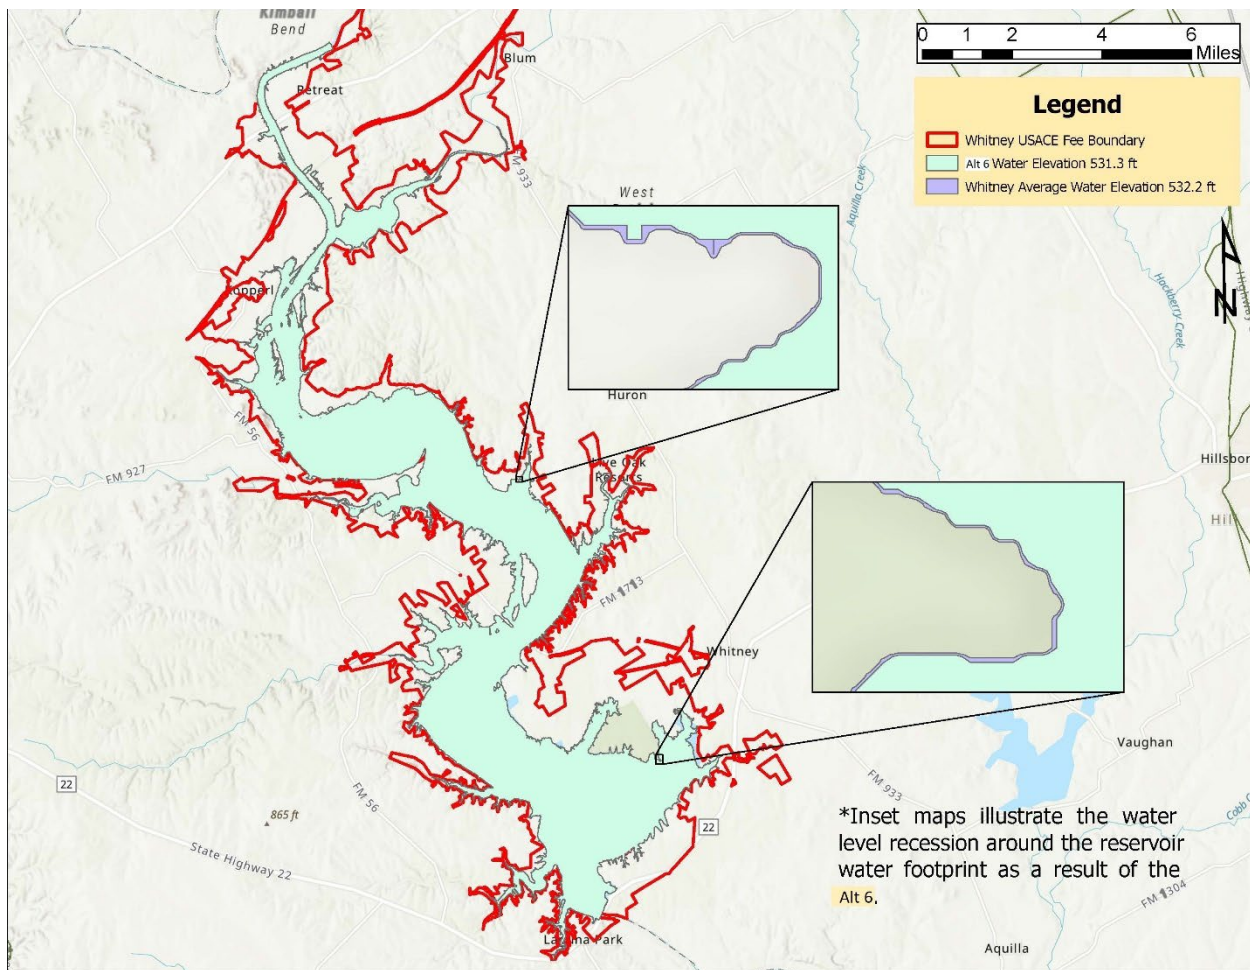 Kimball
Bend
Blum
Retreat
FM 933
West
0 1 2 4 6
Miles
Legend
Whitney USACE Fee Boundary
Alt 6 Water Elevation 531.3 ft
Whitney Average Water Elevation 532.2 ft
Aquilla Creek
Hackberry Creek
Highway
N
Kopperl
FM 56
FM 927
Huron
Live Oak
Resorts
Hillsbor
Hill
FM 1713
Whitney
Vaughan
FM 933
Cobb C
22
865 ft
FM 56
State Highway 22
22
*Inset maps illustrate the water
level recession around the reservoir
water footprint as a result of the
Alt 6.
FM 1304
Laguna Park
Aquilla